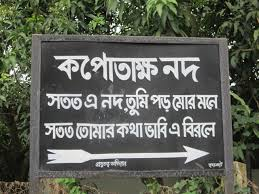 কপোতাক্ষ নদ
সতত এ নদ তুমি পড় মোর মনে
সতত তোমার কথা ভাবি এ বিরলে